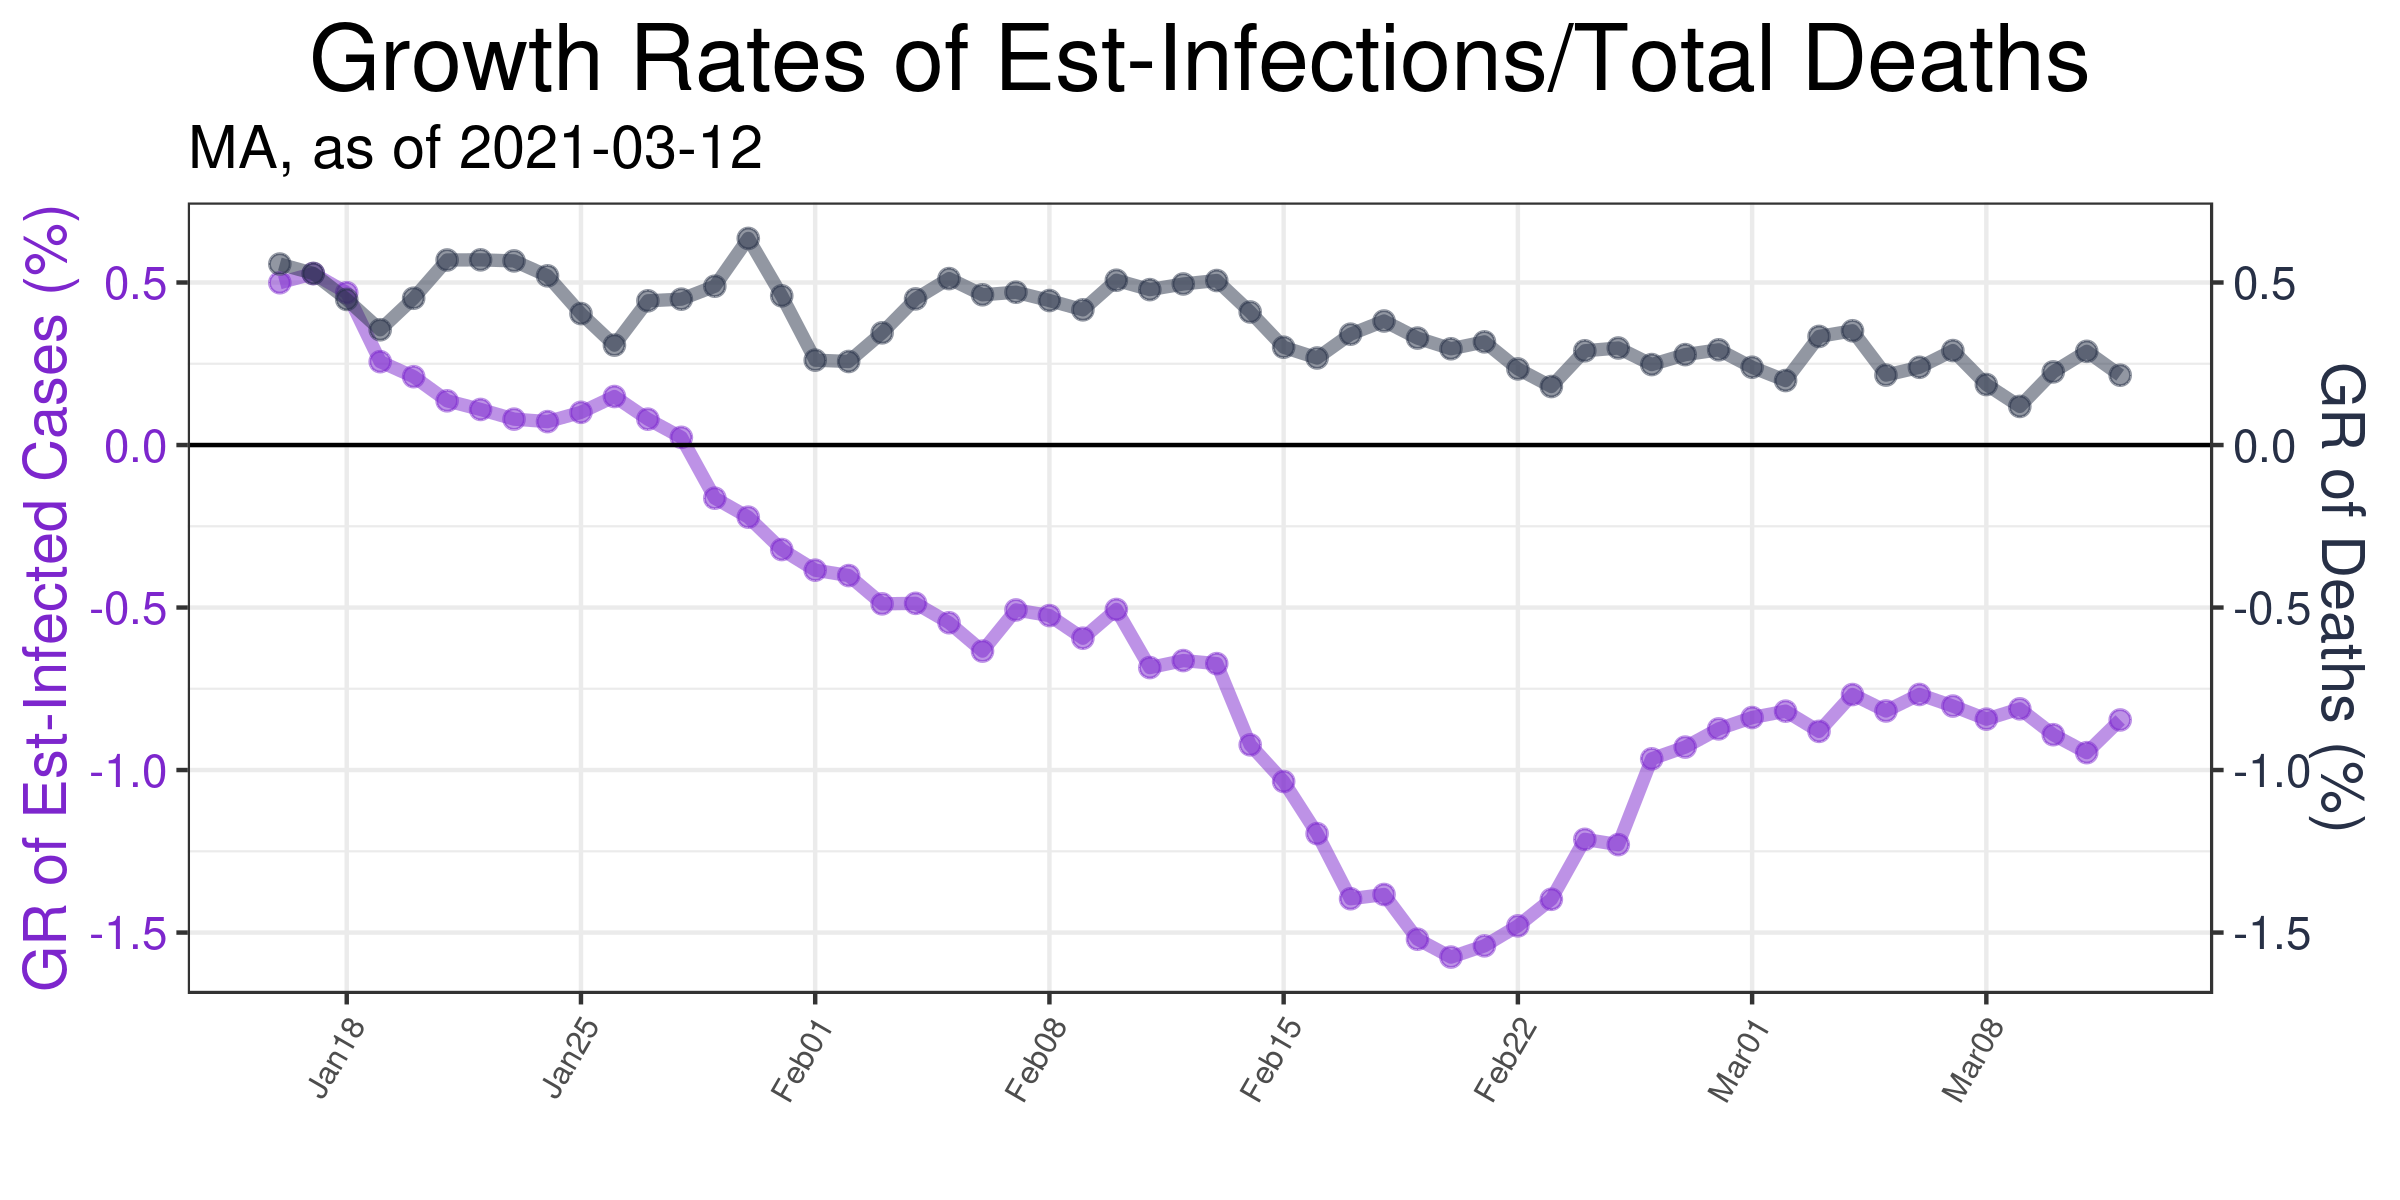 Growth Rates of Est-Infections/Total Deaths
MA, as of 2021-03-12
GR of Est-Infected Cases (%)
0.5
0.0
-0.5
-1.0
-1.5
0.5
0.0
-0.5
-1.0
-1.5
GR of Deaths (%)
Jan18
Jan25
Feb01
Feb08
Feb15
Feb22
Mar01
Mar08